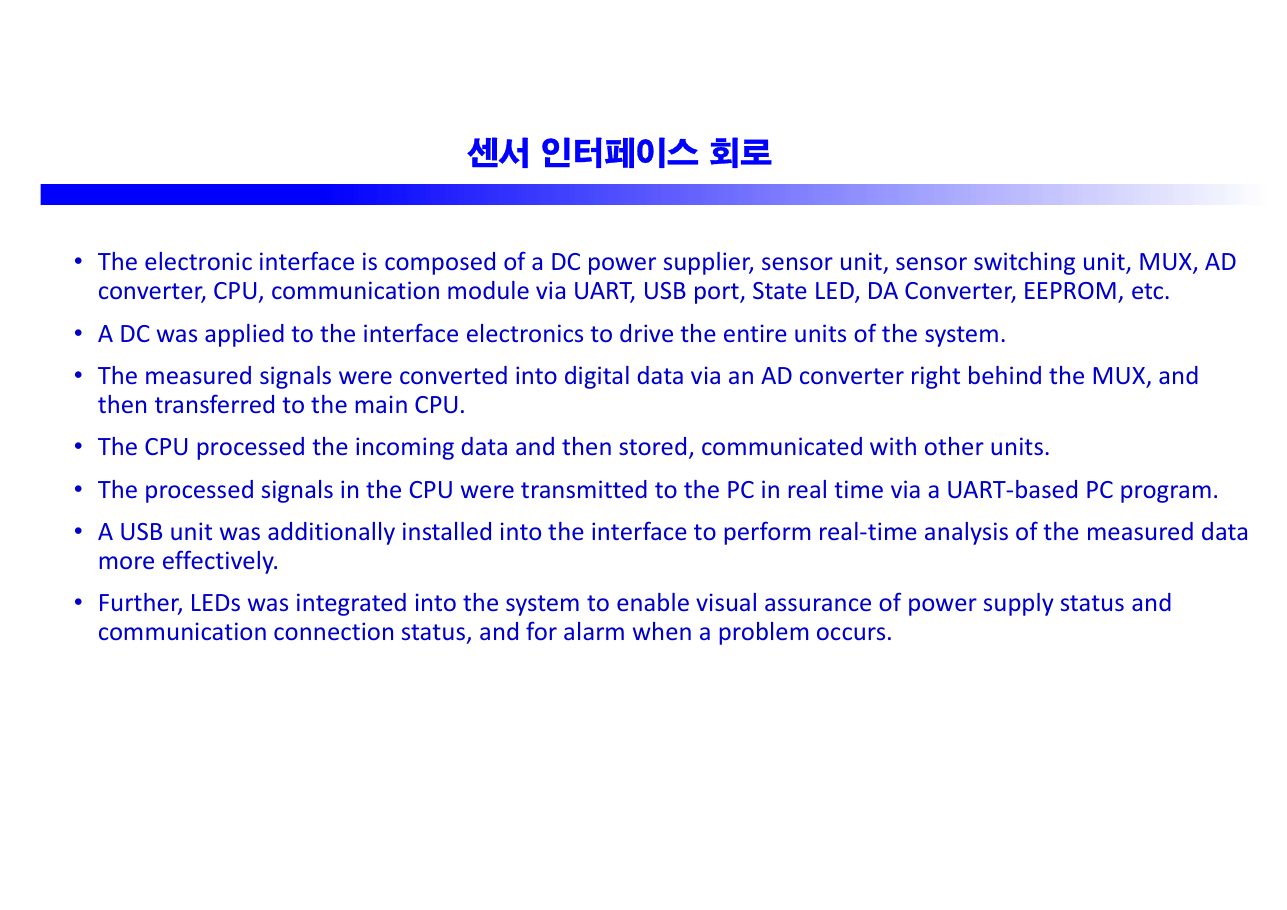 센서 인터페이스 회로
• The electronic interface is composed of a DC power supplier, sensor unit, sensor switching unit, MUX, AD
converter, CPU, communication module via UART, USB port, State LED, DA Converter, EEPROM, etc.
• A DC was applied to the interface electronics to drive the entire units of the system.
• The measured signals were converted into digital data via an AD converter right behind the MUX, and
then transferred to the main CPU.
• The CPU processed the incoming data and then stored, communicated with other units.
• The processed signals in the CPU were transmitted to the PC in real time via a UART-based PC program.
• A USB unit was additionally installed into the interface to perform real-time analysis of the measured data
more effectively.
• Further, LEDs was integrated into the system to enable visual assurance of power supply status and
communication connection status, and for alarm when a problem occurs.